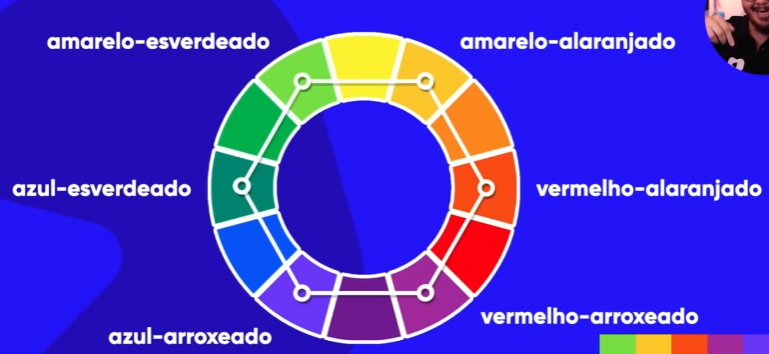 amarelo-esverdeado
amarelo-alaranjado
azul-esverdeado
vermelho-alaranjado
vermelho-arroxeado
azul-arroxeado